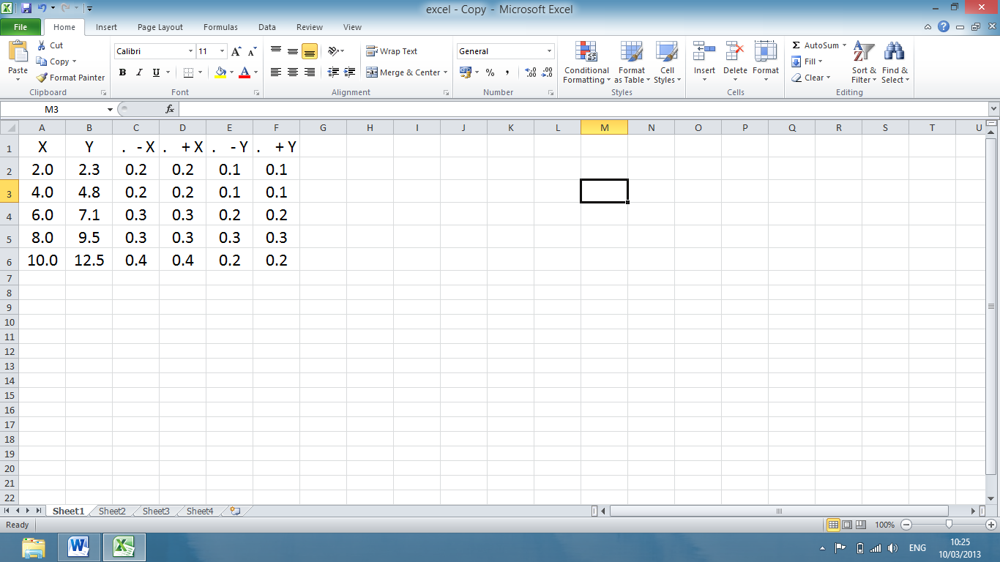 excel - Copy - Microsoft Excel
File Home Insert Page Layout Formulas Data Review View
Paste Cut Copy Format Painter
Calibri 11
B I U
Wrap Text
Merge & Center
General
% ,
Conditional Formatting Format as Table Cell Styles
Insert Delete Format
Σ AutoSum Fill Clear
Sort & Filter Find & Select
Clipboard Font Alignment Number Styles Cells Editing
M3 fx
A B C D E F G H I J K L M N O P Q R S T U
1 X Y . - X . + X . - Y . + Y
2 2.0 2.3 0.2 0.2 0.1 0.1
3 4.0 4.8 0.2 0.2 0.1 0.1
4 6.0 7.1 0.3 0.3 0.2 0.2
5 8.0 9.5 0.3 0.3 0.3 0.3
6 10.0 12.5 0.4 0.4 0.2 0.2
7
8
9
10
11
12
13
14
15
16
17
18
19
20
21
22
Sheet1 Sheet2 Sheet3 Sheet4
Ready 100%
ENG 10:25
10/03/2013